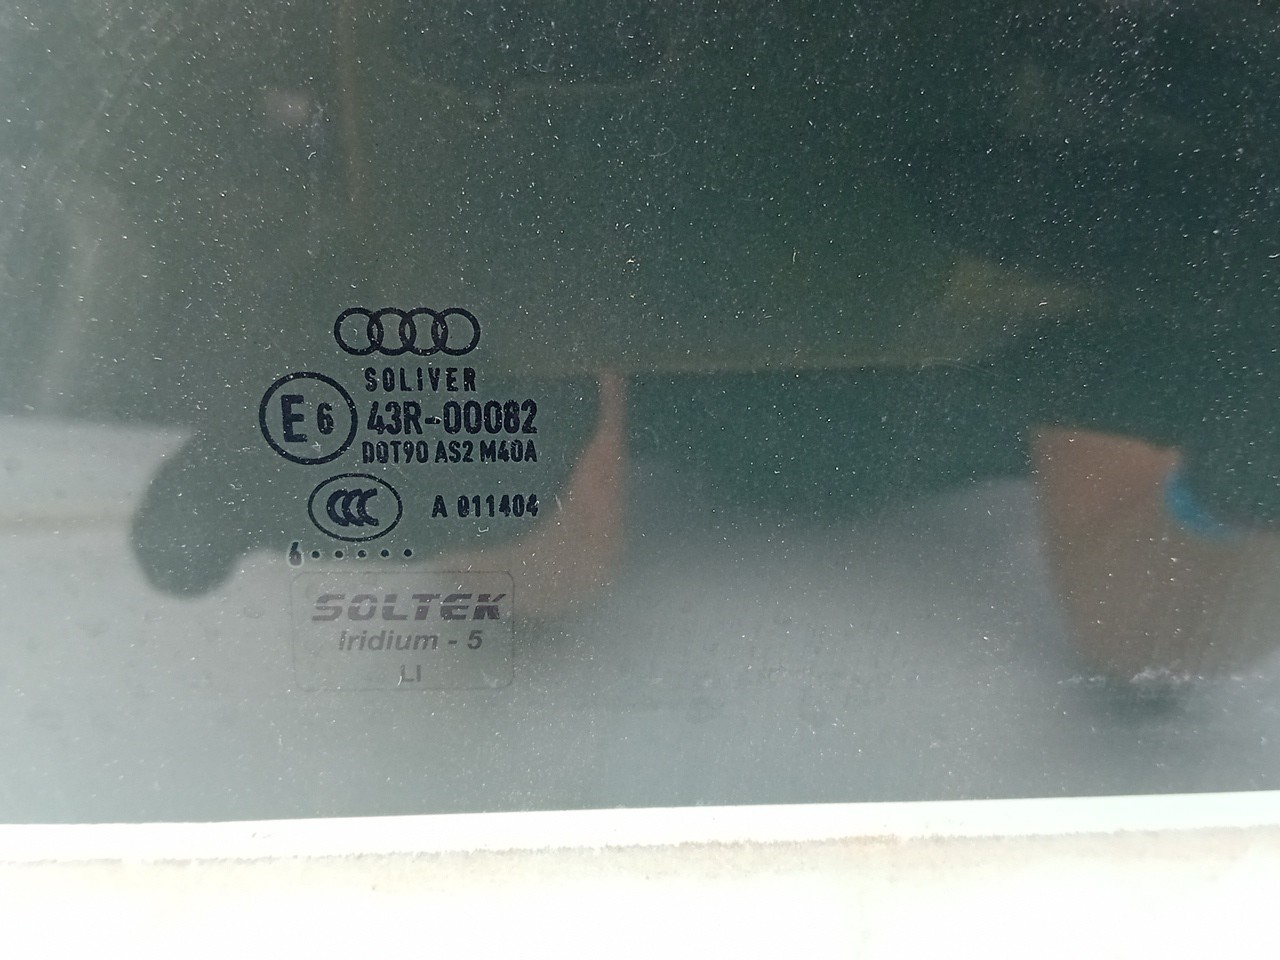 SOLIVER
E6 43R-00082
DOT90 AS2 M40A
CCC A 011404
6.....
SOLTEK
Iridium - 5
LI